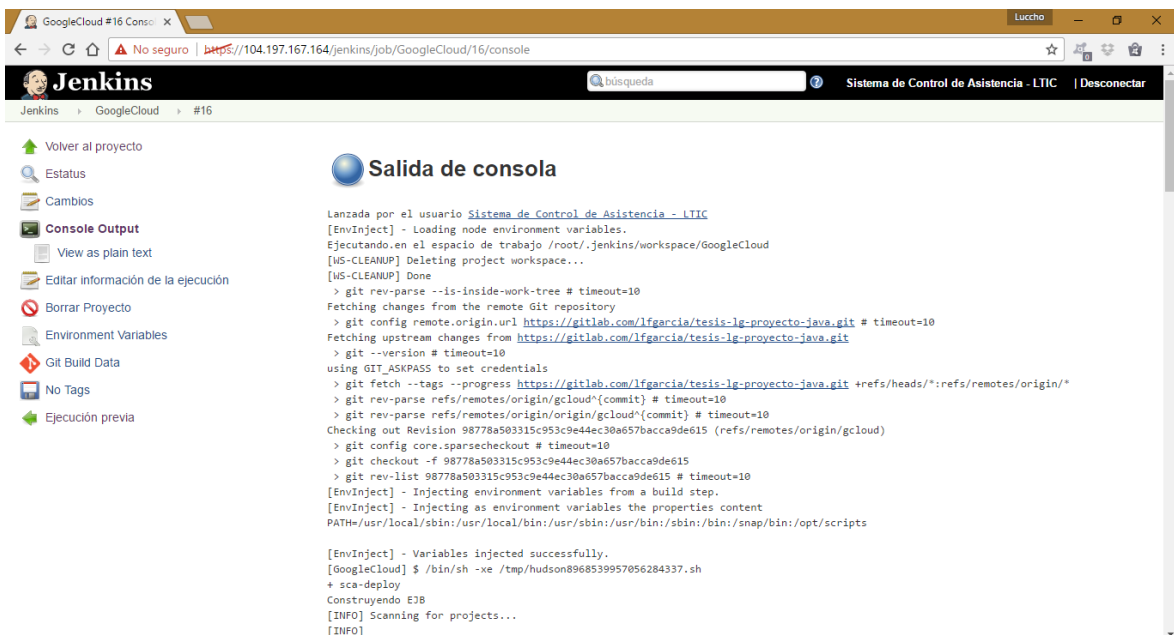 GoogleCloud #16 Conso
Luccho
No seguro | https://104.197.167.164/jenkins/job/GoogleCloud/16/console
0
Jenkins
búsqueda
?
Sistema de Control de Asistencia - LTIC | Desconectar
Jenkins GoogleCloud #16
Volver al proyecto
Estatus
Cambios
Console Output
View as plain text
Editar información de la ejecución
Borrar Proyecto
Environment Variables
Git Build Data
No Tags
Ejecución previa
Salida de consola
Lanzada por el usuario Sistema de Control de Asistencia - LTIC
[EnvInject] - Loading node environment variables.
Ejecutando.en el espacio de trabajo /root/.jenkins/workspace/GoogleCloud
[WS-CLEANUP] Deleting project workspace...
[WS-CLEANUP] Done
> git rev-parse --is-inside-work-tree # timeout=10
Fetching changes from the remote Git repository
> git config remote.origin.url https://gitlab.com/lfgarcia/tesis-lg-proyecto-java.git # timeout=10
Fetching upstream changes from https://gitlab.com/lfgarcia/tesis-lg-proyecto-java.git
> git --version # timeout=10
using GIT_ASKPASS to set credentials
> git fetch --tags --progress https://gitlab.com/lfgarcia/tesis-lg-proyecto-java.git +refs/heads/*:refs/remotes/origin/*
> git rev-parse refs/remotes/origin/gcloud^{commit} # timeout=10
> git rev-parse refs/remotes/origin/origin/gcloud^{commit} # timeout=10
Checking out Revision 98778a503315c953c9e44ec30a657bacca9de615 (refs/remotes/origin/gcloud)
> git config core.sparsecheckout # timeout=10
> git checkout -f 98778a503315c953c9e44ec30a657bacca9de615
> git rev-list 98778a503315c953c9e44ec30a657bacca9de615 # timeout=10
[EnvInject] - Injecting environment variables from a build step.
[EnvInject] - Injecting as environment variables the properties content
PATH=/usr/local/sbin:/usr/local/bin:/usr/sbin:/usr/bin:/sbin:/bin:/snap/bin:/opt/scripts
[EnvInject] - Variables injected successfully.
[GoogleCloud] $ /bin/sh -xe /tmp/hudson8968539957056284337.sh
+ sca-deploy
Construyendo EJB
[INFO] Scanning for projects...
[INFO]